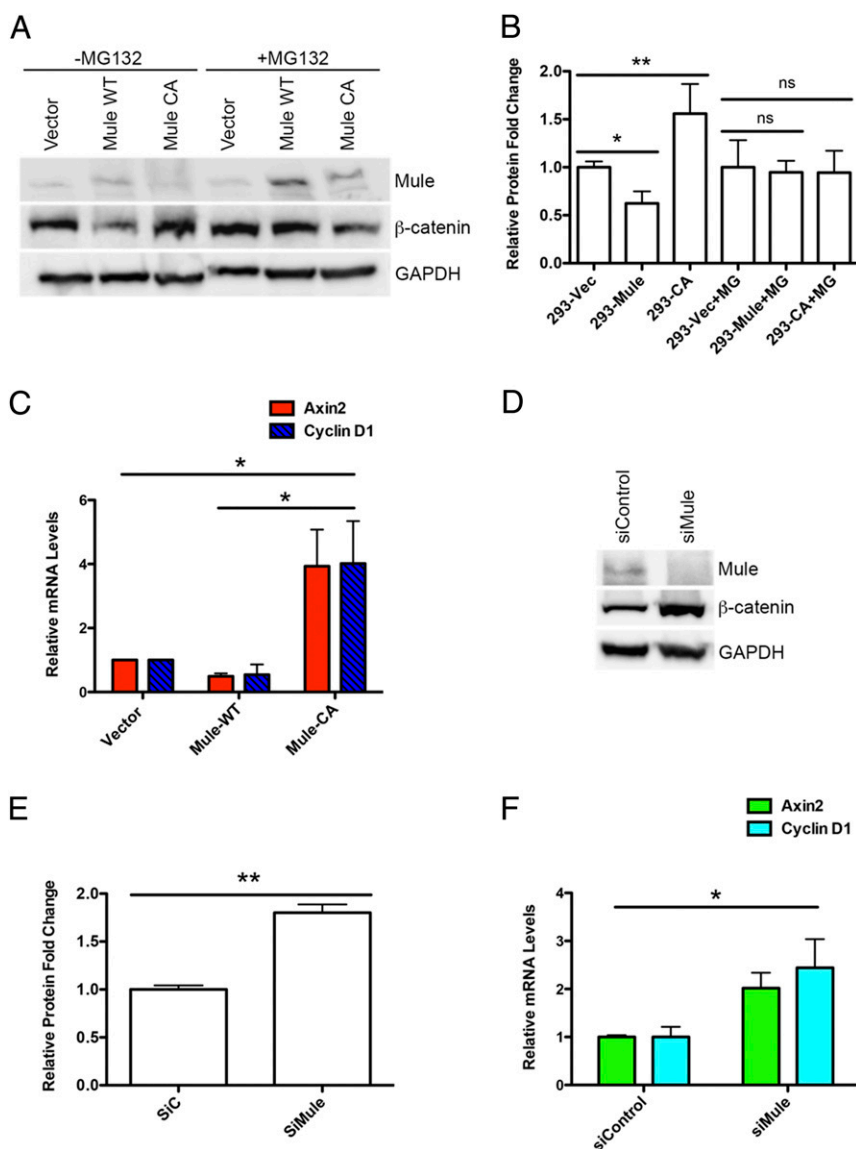 A
-MG132 +MG132
Vector Mule WT Mule CA Vector Mule WT Mule CA
Mule
β-catenin
GAPDH
B
Relative Protein Fold Change
2.0
1.5
1.0
0.5
0.0
**
*
ns
ns
293-Vec 293-Mule 293-CA 293-Vec+MG 293-Mule+MG 293-CA+MG
C
Axin2
Cyclin D1
Relative mRNA Levels
6
4
2
0
*
*
Vector Mule-WT Mule-CA
D
siControl siMule
Mule
β-catenin
GAPDH
E
Relative Protein Fold Change
2.0
1.5
1.0
0.5
0.0
**
SiC SiMule
F
Axin2
Cyclin D1
Relative mRNA Levels
4
3
2
1
0
*
siControl siMule